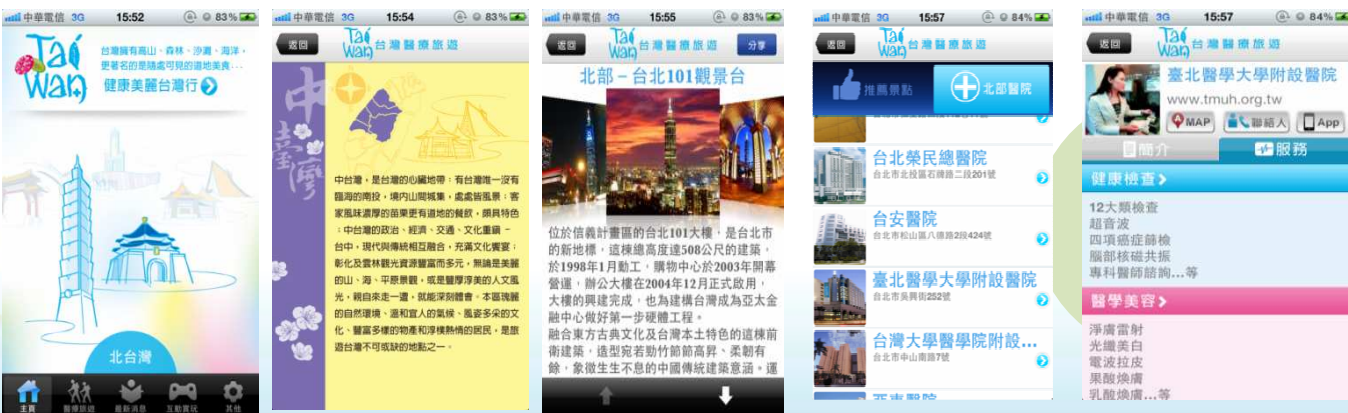 中華電信 3G 15:52 83%
Tai Wan
台灣擁有高山、森林、沙灘、海洋，
更著名的是隨處可見的道地美食…
健康美麗台灣行
北台灣
主頁 醫療旅遊 最新消息 互動賞玩 其他
中華電信 3G 15:54 83%
返回 Tai Wan 台灣醫療旅遊
中臺灣
中台灣，是台灣的心臟地帶；有台灣唯一沒有
臨海的南投，境內山間城集，處處皆風景；客
家風味濃厚的苗栗更有道地的餐飲，頗具特色
；中台灣的政治、經濟、交通、文化重鎮－
台中，現代與傳統相互融合，充滿文化饗宴；
彰化及雲林觀光資源豐富而多元，無論是美麗
的山、海、平原景觀，或是豐厚淳美的人文風
光，親自來走一遭，就能深刻體會。本區瑰麗
的自然環境、溫和宜人的氣候、風姿多采的文
化、豐富多樣的物產和淳樸熱情的居民，是旅
遊台灣不可或缺的地點之一。
中華電信 3G 15:55 83%
返回 Tai Wan 台灣醫療旅遊 分享
北部－台北101觀景台
位於信義計畫區的台北101大樓，是台北市
的新地標，這棟總高度達508公尺的建築，
於1998年1月動工，購物中心於2003年開幕
營運，辦公大樓在2004年12月正式啟用，
大樓的興建完成，也為建構台灣成為亞太金
融中心做好第一步硬體工程。
融合東方古典文化及台灣本土特色的這棟前
衛建築，造型宛若勁竹節節高昇、柔韌有
餘，象徵生生不息的中國傳統建築意涵。運
中華電信 3G 15:57 84%
返回 Tai Wan 台灣醫療旅遊
推薦景點 北部醫院
台北榮民總醫院
台北市北投區石牌路二段201號
台安醫院
台北市松山區八德路2段424號
臺北醫學大學附設醫院
台北市吳興街252號
台灣大學醫學院附設...
台北市中山南路7號
亞東醫院
中華電信 3G 15:57 84%
返回 Tai Wan 台灣醫療旅遊
臺北醫學大學附設醫院
www.tmuh.org.tw
MAP 聯絡人 App
簡介 服務
健康檢查
12大類檢查
超音波
四項癌症篩檢
腦部核磁共振
專科醫師諮詢...等
醫學美容
淨膚雷射
光纖美白
電波拉皮
果酸煥膚
乳酸煥膚...等